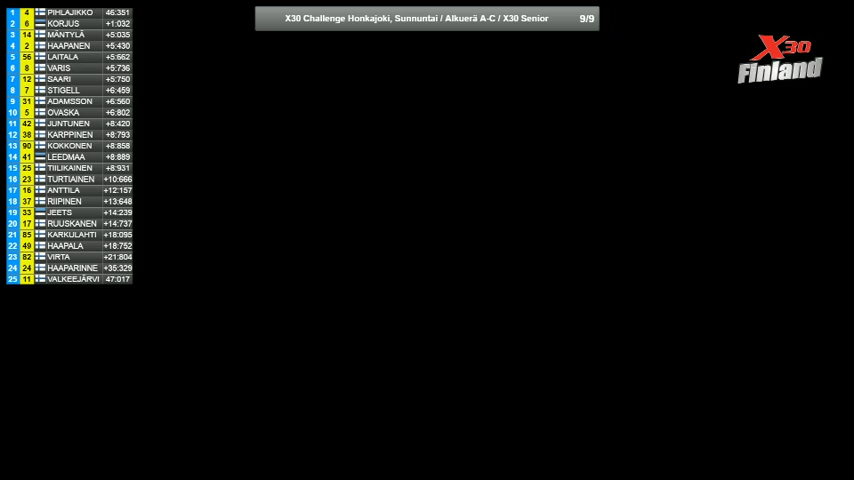 X30 Challenge Honkajoki, Sunnuntai / Alkuerä A-C / X30 Senior 9/9
X30
Finland
1 4 PIHLAJIKKO 46:351
2 6 KORJUS +1:032
3 14 MÄNTYLÄ +5:035
4 2 HAAPANEN +5:430
5 56 LAITALA +5:662
6 8 VARIS +5:736
7 12 SAARI +5:750
8 7 STIGELL +6:459
9 31 ADAMSSON +6:560
10 5 OVASKA +6:802
11 42 JUNTUNEN +8:420
12 38 KARPPINEN +8:793
13 90 KOKKONEN +8:858
14 41 LEEDMAA +8:889
15 25 TIILIKAINEN +8:931
16 23 TURTIAINEN +10:666
17 16 ANTTILA +12:157
18 37 RIIPINEN +13:648
19 33 JEETS +14:239
20 17 RUUSKANEN +14:737
21 85 KARKULAHTI +18:095
22 49 HAAPALA +18:752
23 82 VIRTA +21:804
24 24 HAAPARINNE +35:329
25 11 VALKEEJÄRVI 47:017